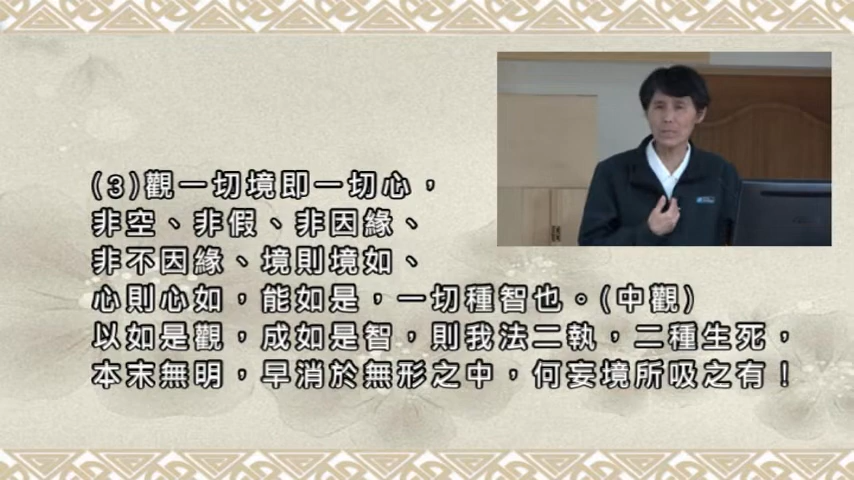 (3)觀一切境即一切心，
非空、非假、非因緣、
非不因緣、境則境如、
心則心如，能如是，一切種智也。(中觀)
以如是觀，成如是智，則我法二執，二種生死，
本末無明，早消於無形之中，何妄境所吸之有！